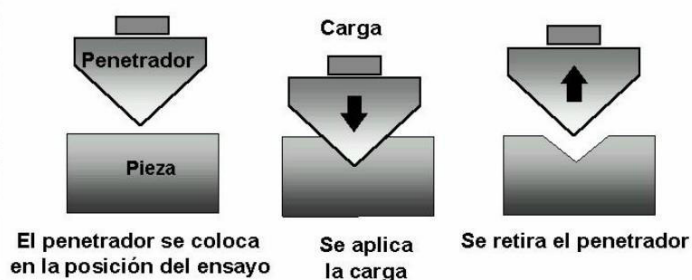 Penetrador
Pieza
El penetrador se coloca
en la posición del ensayo
Carga
Se aplica
la carga
Se retira el penetrador